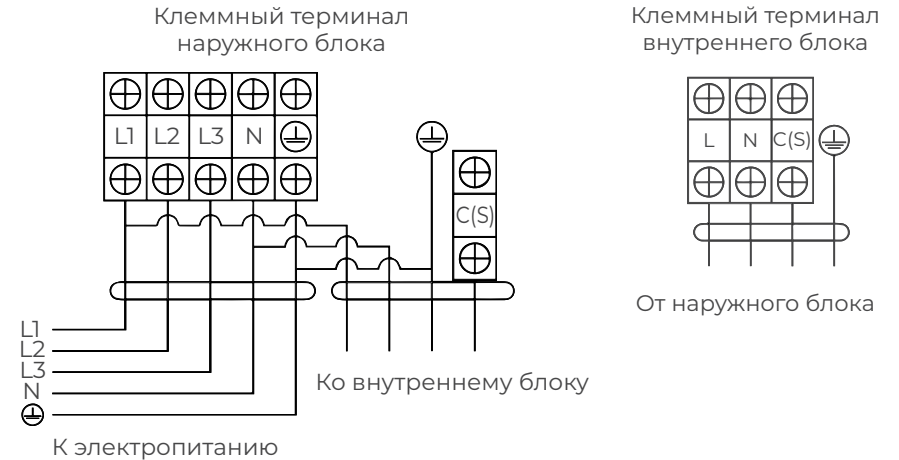 Клеммный терминал
наружного блока
Клеммный терминал
внутреннего блока
L1 L2 L3 N
C(S)
L N C(S)
L1
L2
L3
N
Ко внутреннему блоку
К электропитанию
От наружного блока